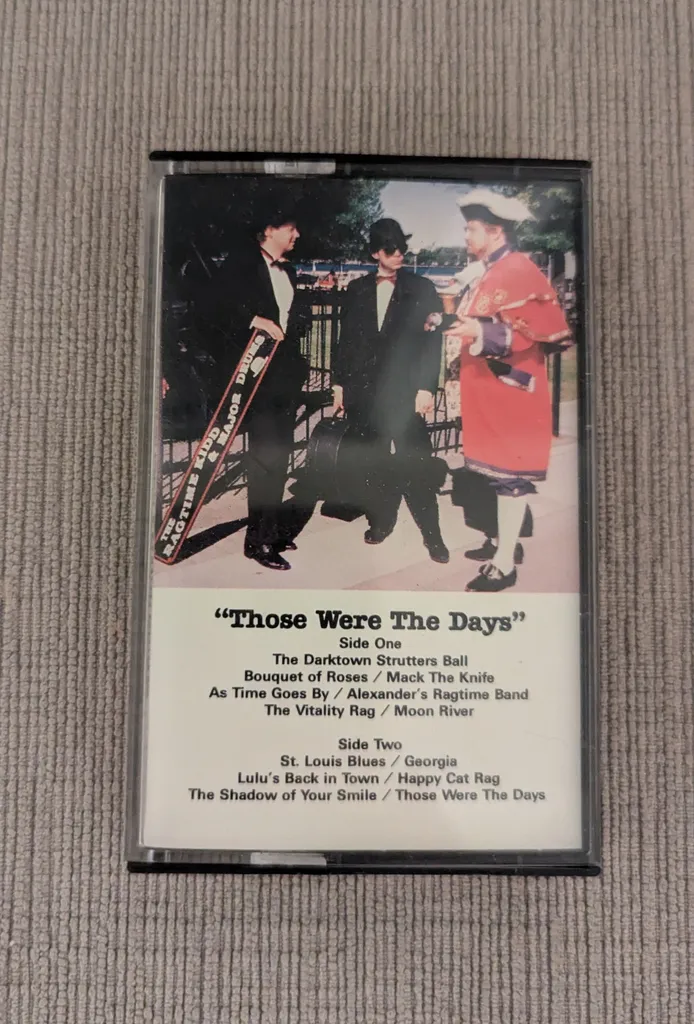 THE
RAGTIME KIDD
& MAJOR DRUMS
"Those Were The Days"
Side One
The Darktown Strutters Ball
Bouquet of Roses / Mack The Knife
As Time Goes By / Alexander's Ragtime Band
The Vitality Rag / Moon River
Side Two
St. Louis Blues / Georgia
Lulu's Back in Town / Happy Cat Rag
The Shadow of Your Smile / Those Were The Days